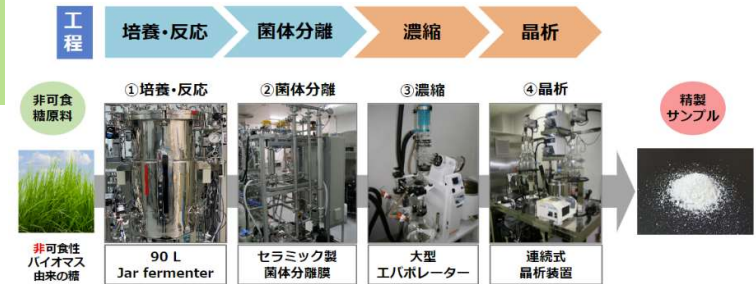 工程
培養・反応
菌体分離
濃縮
晶析
非可食
糖原料
①培養・反応
②菌体分離
③濃縮
④晶析
精製
サンプル
非可食性
バイオマス
由来の糖
90 L
Jar fermenter
セラミック製
菌体分離膜
大型
エバポレーター
連続式
晶析装置